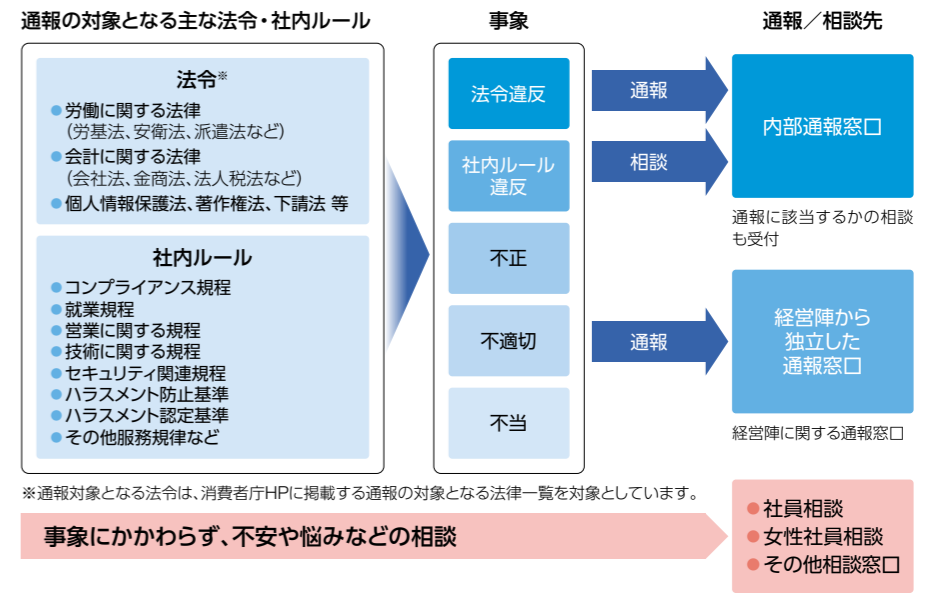 通報の対象となる主な法令・社内ルール
法令※
●労働に関する法律
(労基法、安衛法、派遣法など)
●会計に関する法律
(会社法、金商法、法人税法など)
●個人情報保護法、著作権法、下請法 等
社内ルール
●コンプライアンス規程
●就業規程
●営業に関する規程
●技術に関する規程
●セキュリティ関連規程
●ハラスメント防止基準
●ハラスメント認定基準
●その他服務規律など
事象
法令違反
社内ルール
違反
不正
不適切
不当
通報
相談
通報
通報／相談先
内部通報窓口
通報に該当するかの相談
も受付
経営陣から
独立した
通報窓口
経営陣に関する通報窓口
※通報対象となる法令は、消費者庁HPに掲載する通報の対象となる法律一覧を対象としています。
事象にかかわらず、不安や悩みなどの相談
●社員相談
●女性社員相談
●その他相談窓口